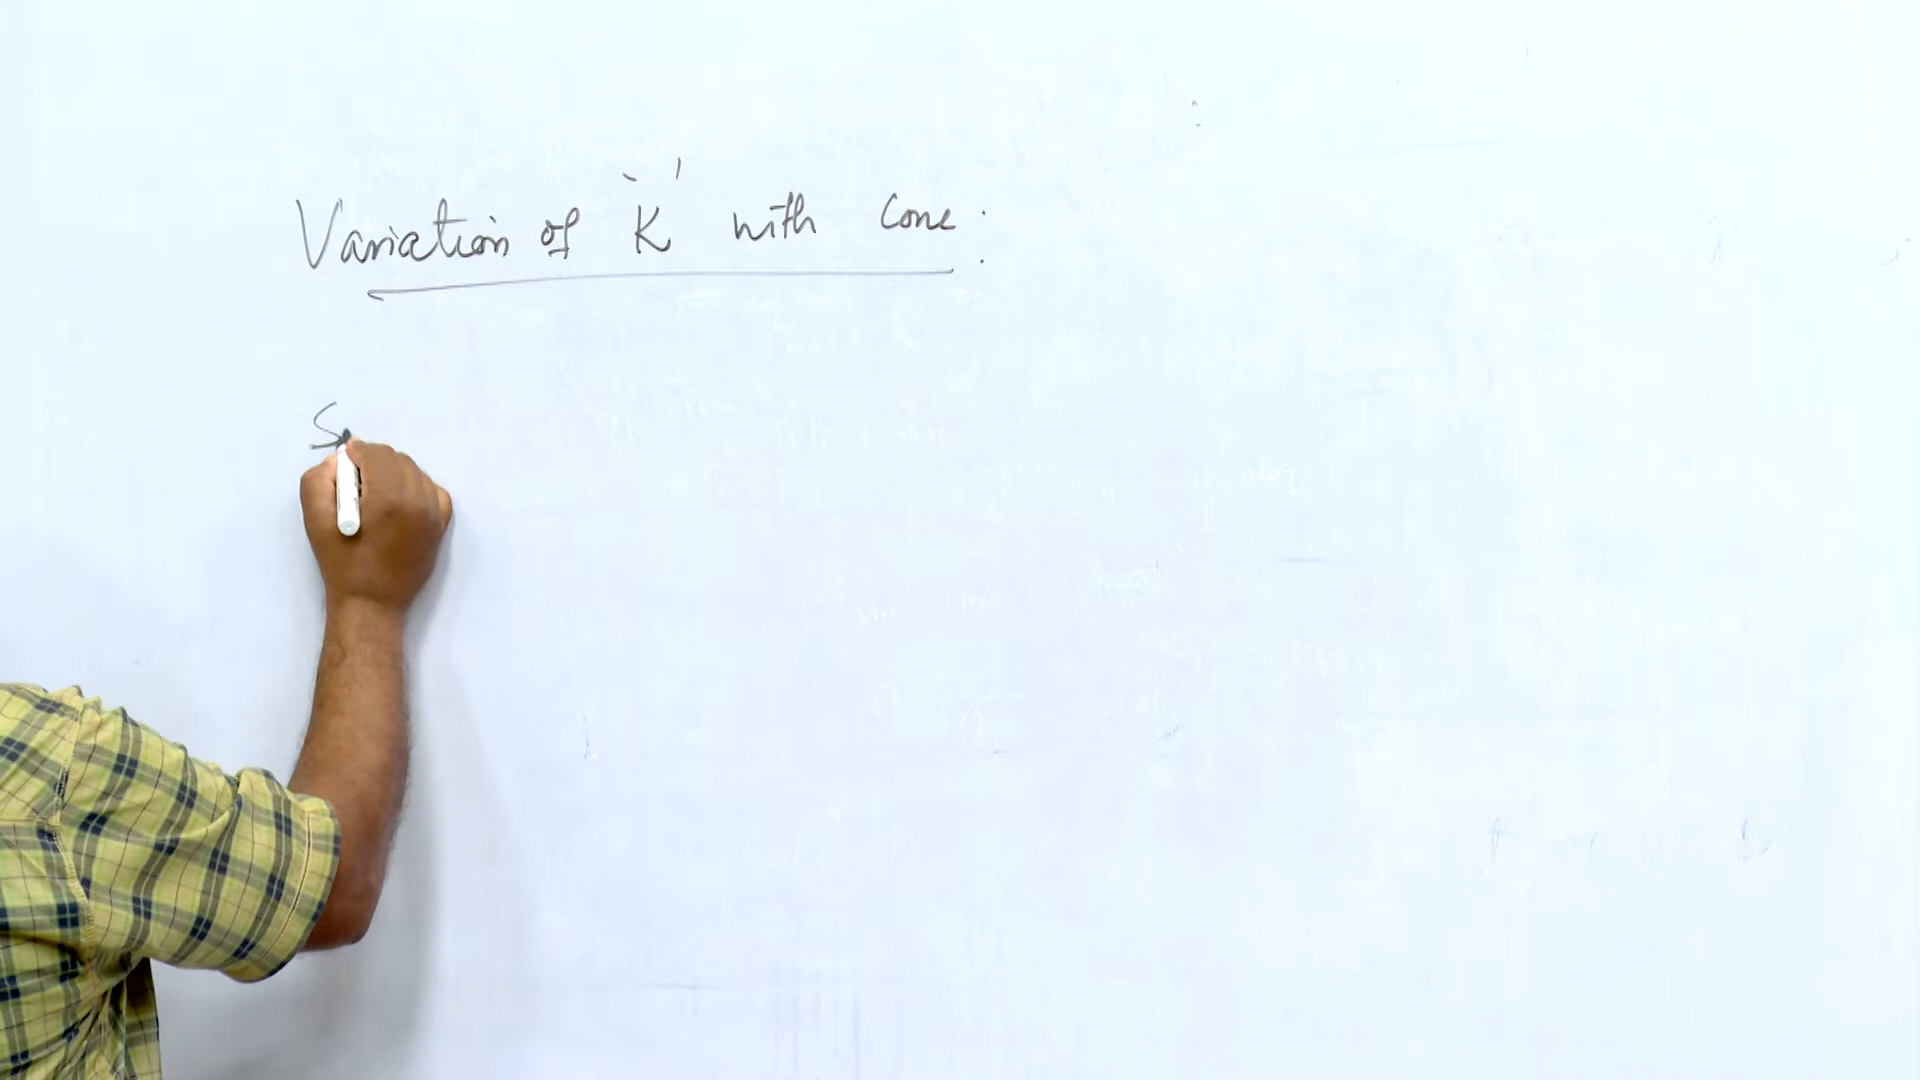 Variation of `K' with Conc :
S